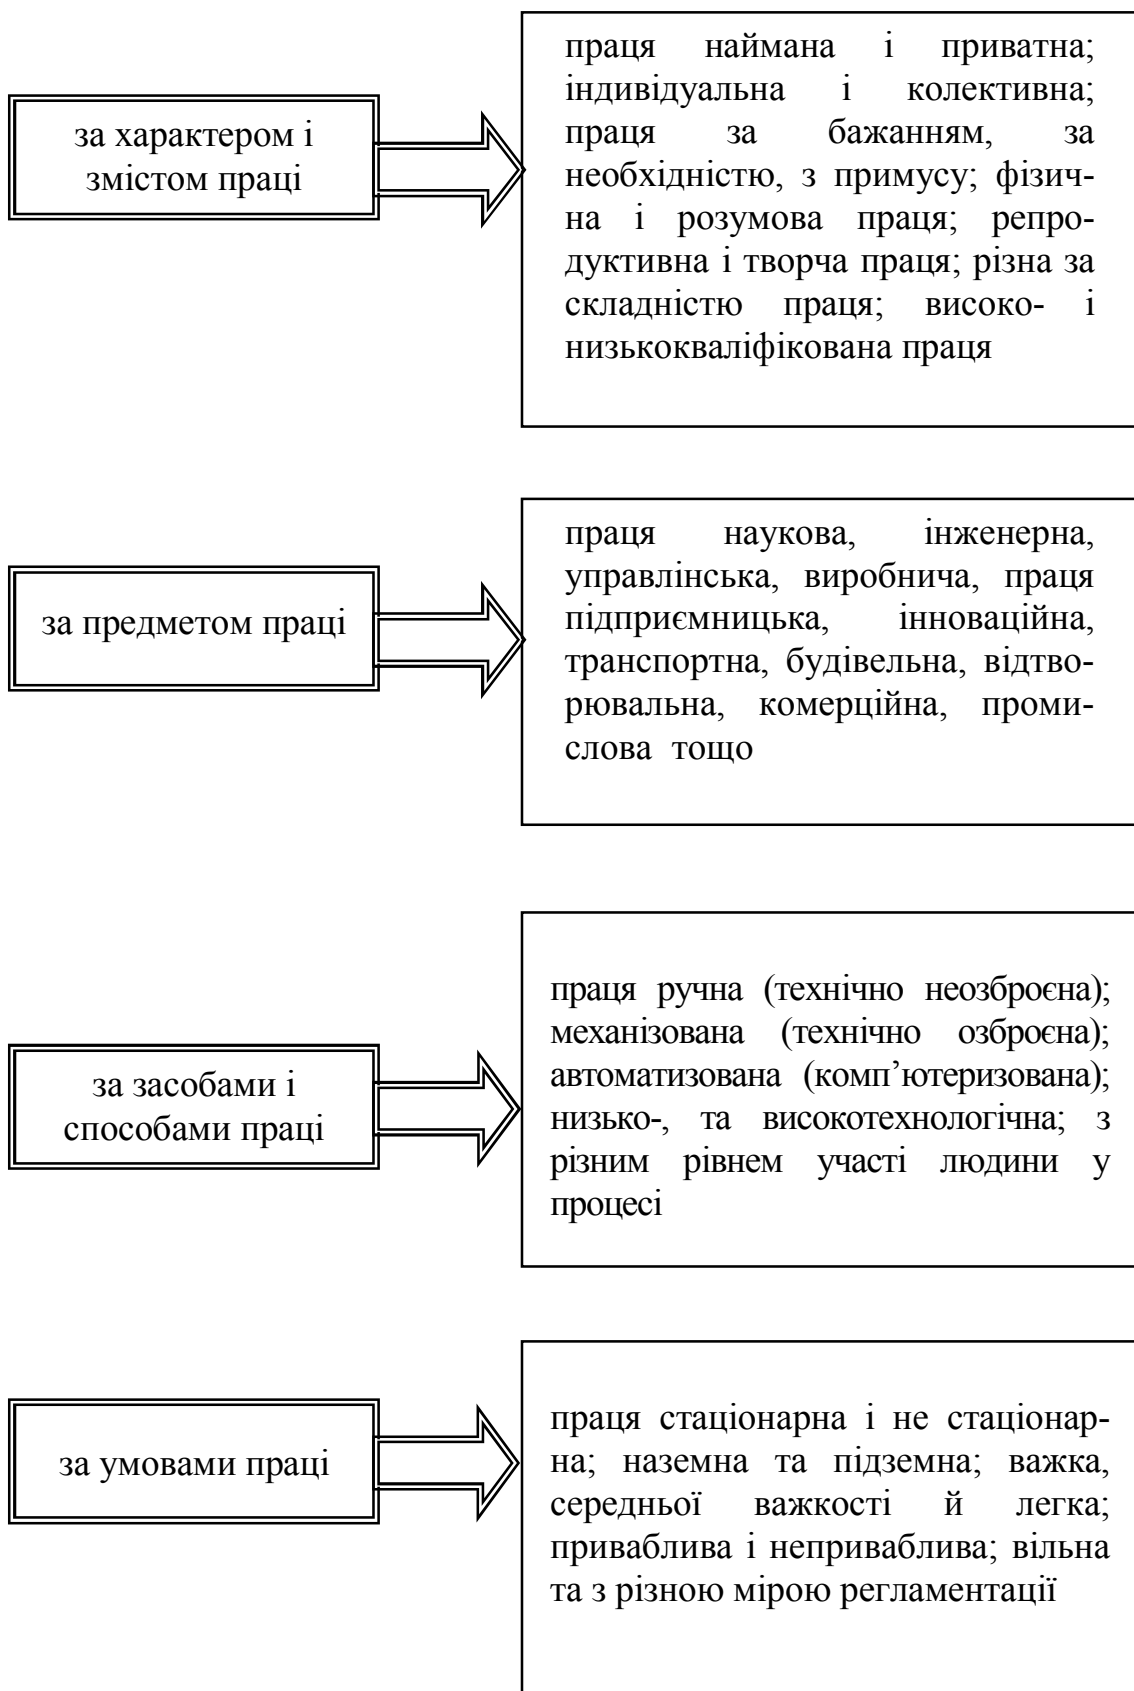 за характером і
змістом праці
праця наймана і приватна;
індивідуальна і колективна;
праця за бажанням, за
необхідністю, з примусу; фізич-
на і розумова праця; репро-
дуктивна і творча праця; різна за
складністю праця; високо- і
низькокваліфікована праця
за предметом праці
праця наукова, інженерна,
управлінська, виробнича, праця
підприємницька, інноваційна,
транспортна, будівельна, відтво-
рювальна, комерційна, проми-
слова тощо
за засобами і
способами праці
праця ручна (технічно неозброєна);
механізована (технічно озброєна);
автоматизована (комп’ютеризована);
низько-, та високотехнологічна; з
різним рівнем участі людини у
процесі
за умовами праці
праця стаціонарна і не стаціонар-
на; наземна та підземна; важка,
середньої важкості й легка;
приваблива і неприваблива; вільна
та з різною мірою регламентації